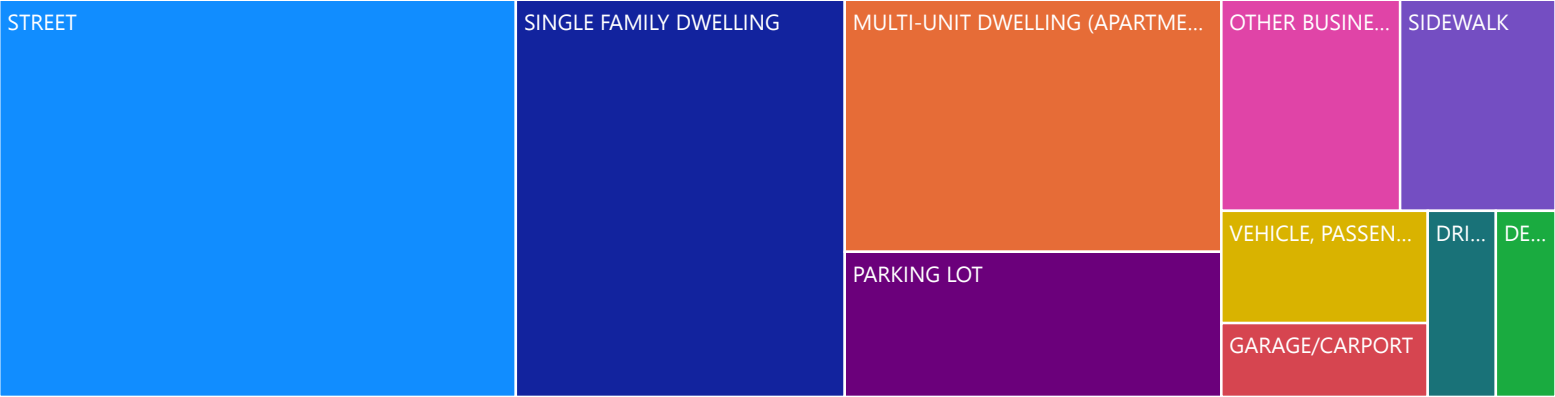 STREET
SINGLE FAMILY DWELLING
MULTI-UNIT DWELLING (APARTME...
PARKING LOT
OTHER BUSINE...
SIDEWALK
VEHICLE, PASSEN...
GARAGE/CARPORT
DRI...
DE...